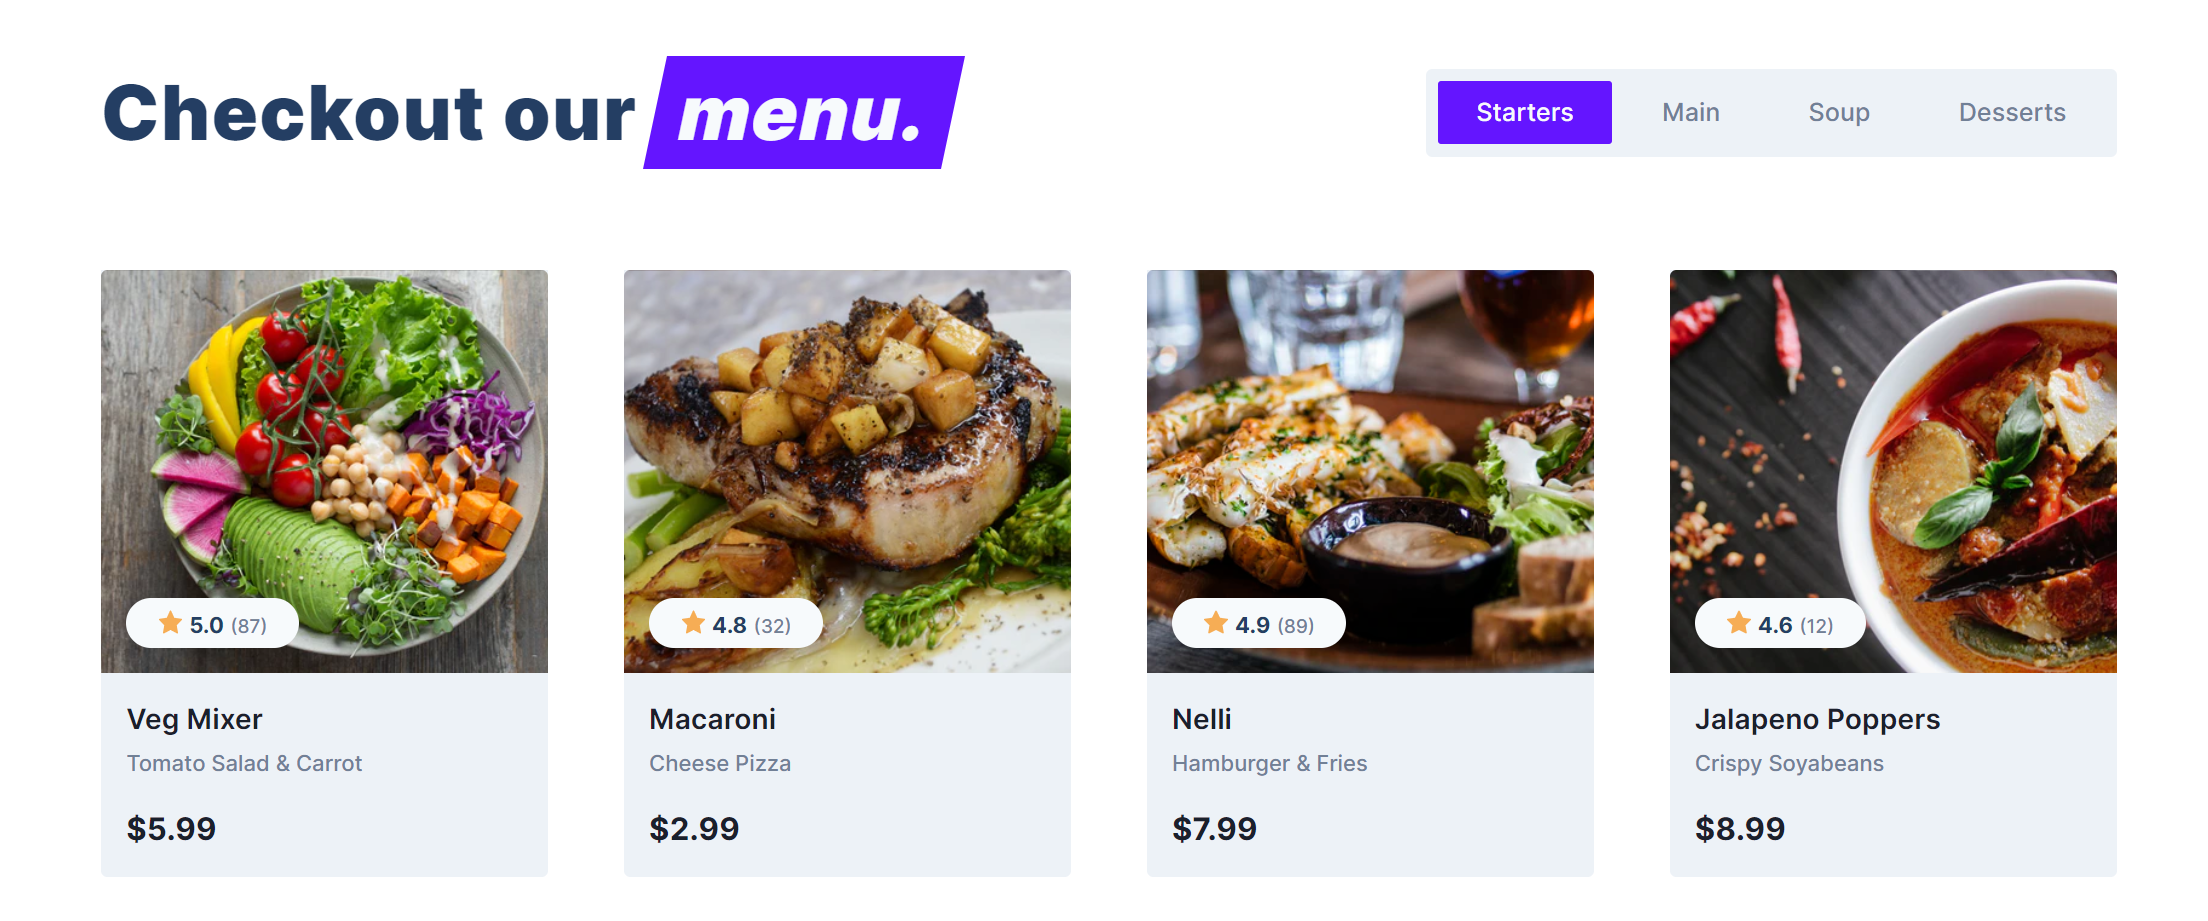 Checkout our menu.
Starters Main Soup Desserts
5.0 (87)
Veg Mixer
Tomato Salad & Carrot
$5.99
4.8 (32)
Macaroni
Cheese Pizza
$2.99
4.9 (89)
Nelli
Hamburger & Fries
$7.99
4.6 (12)
Jalapeno Poppers
Crispy Soyabeans
$8.99